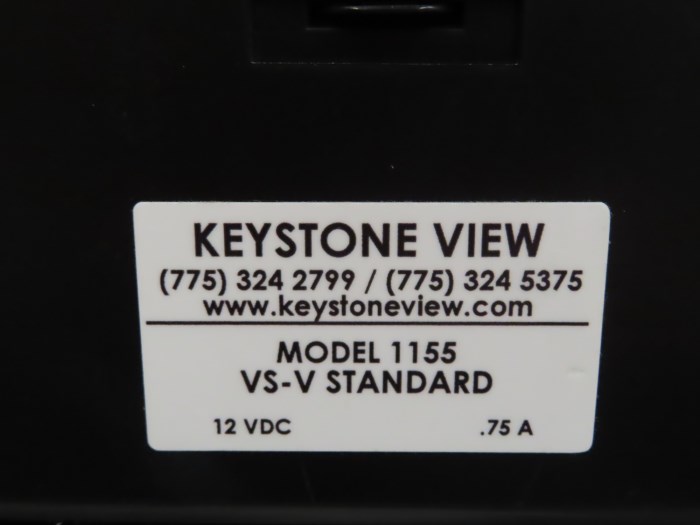 KEYSTONE VIEW
(775) 324 2799 / (775) 324 5375
www.keystoneview.com
MODEL 1155
VS-V STANDARD
12 VDC .75 A